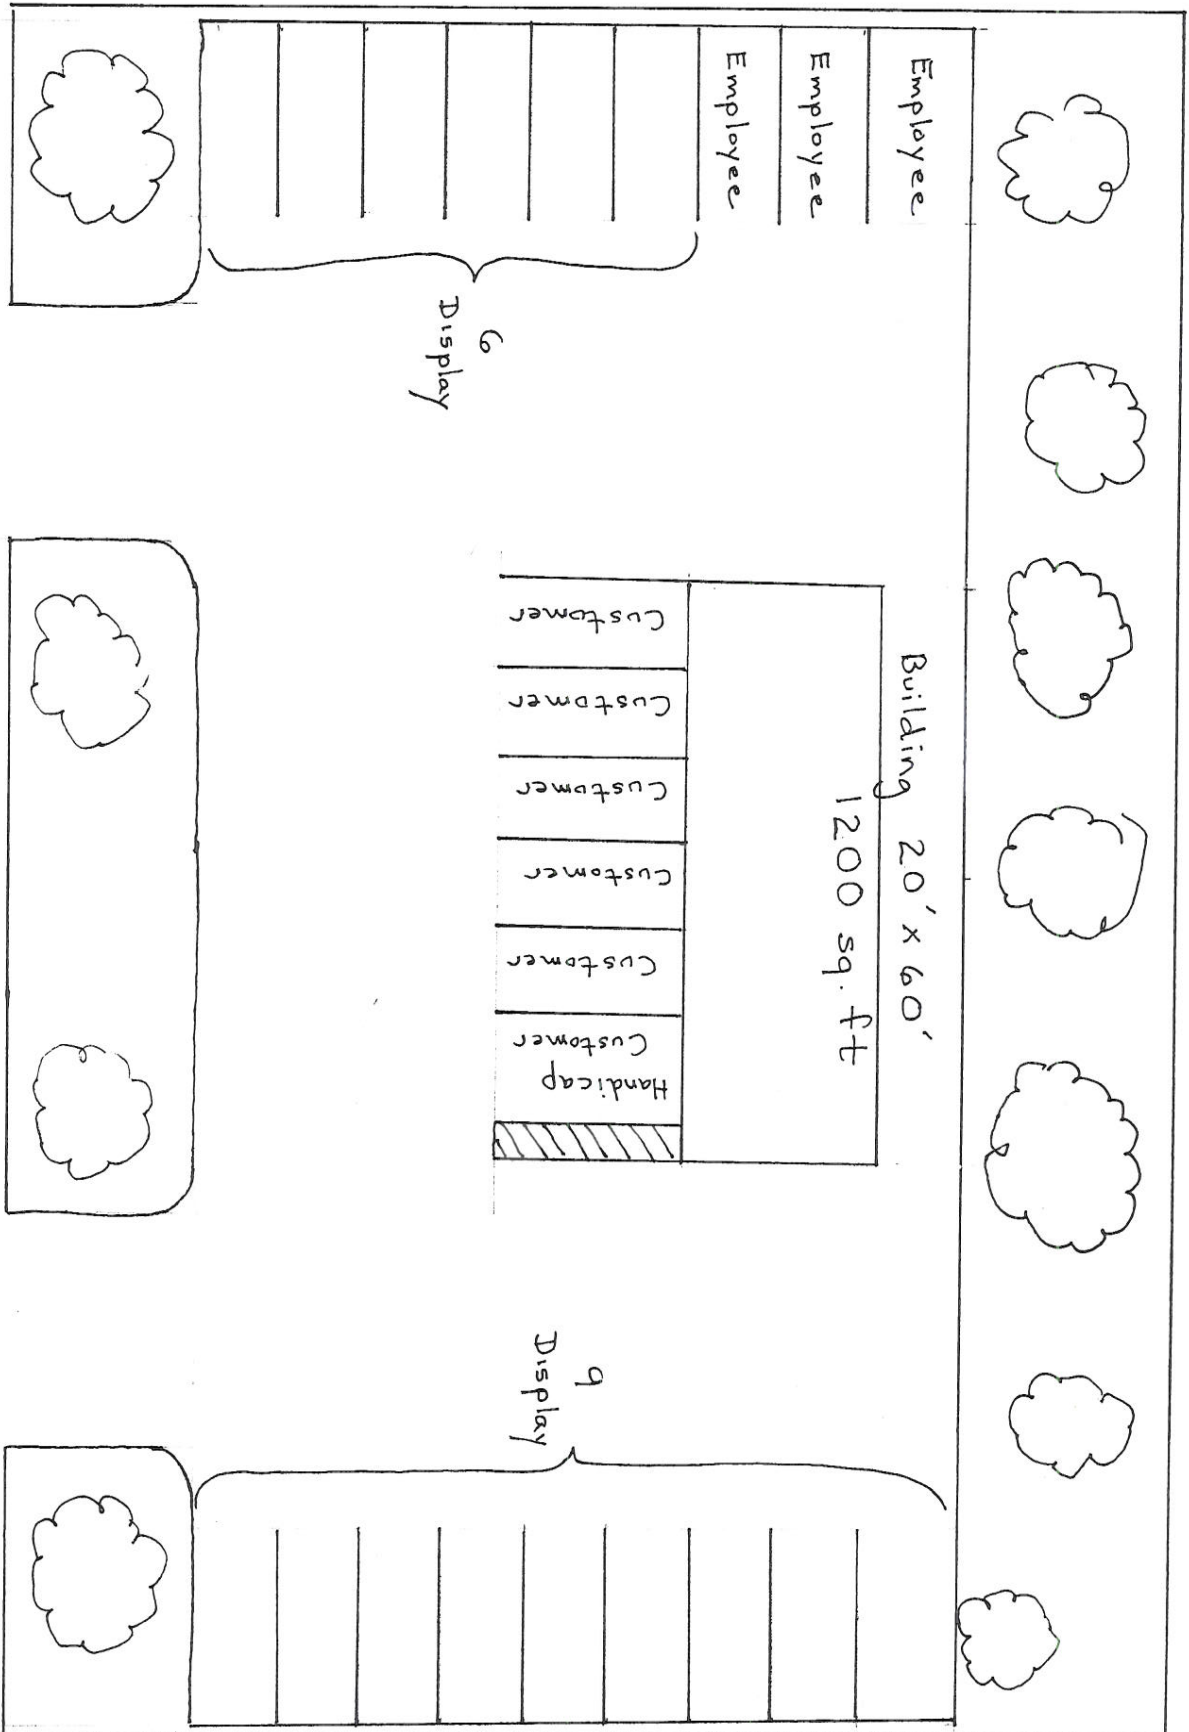 Employee
Employee
Employee
6
Display
Building 20' x 60'
1200 sq. ft
Customer
Customer
Customer
Customer
Customer
Handicap
Customer
9
Display